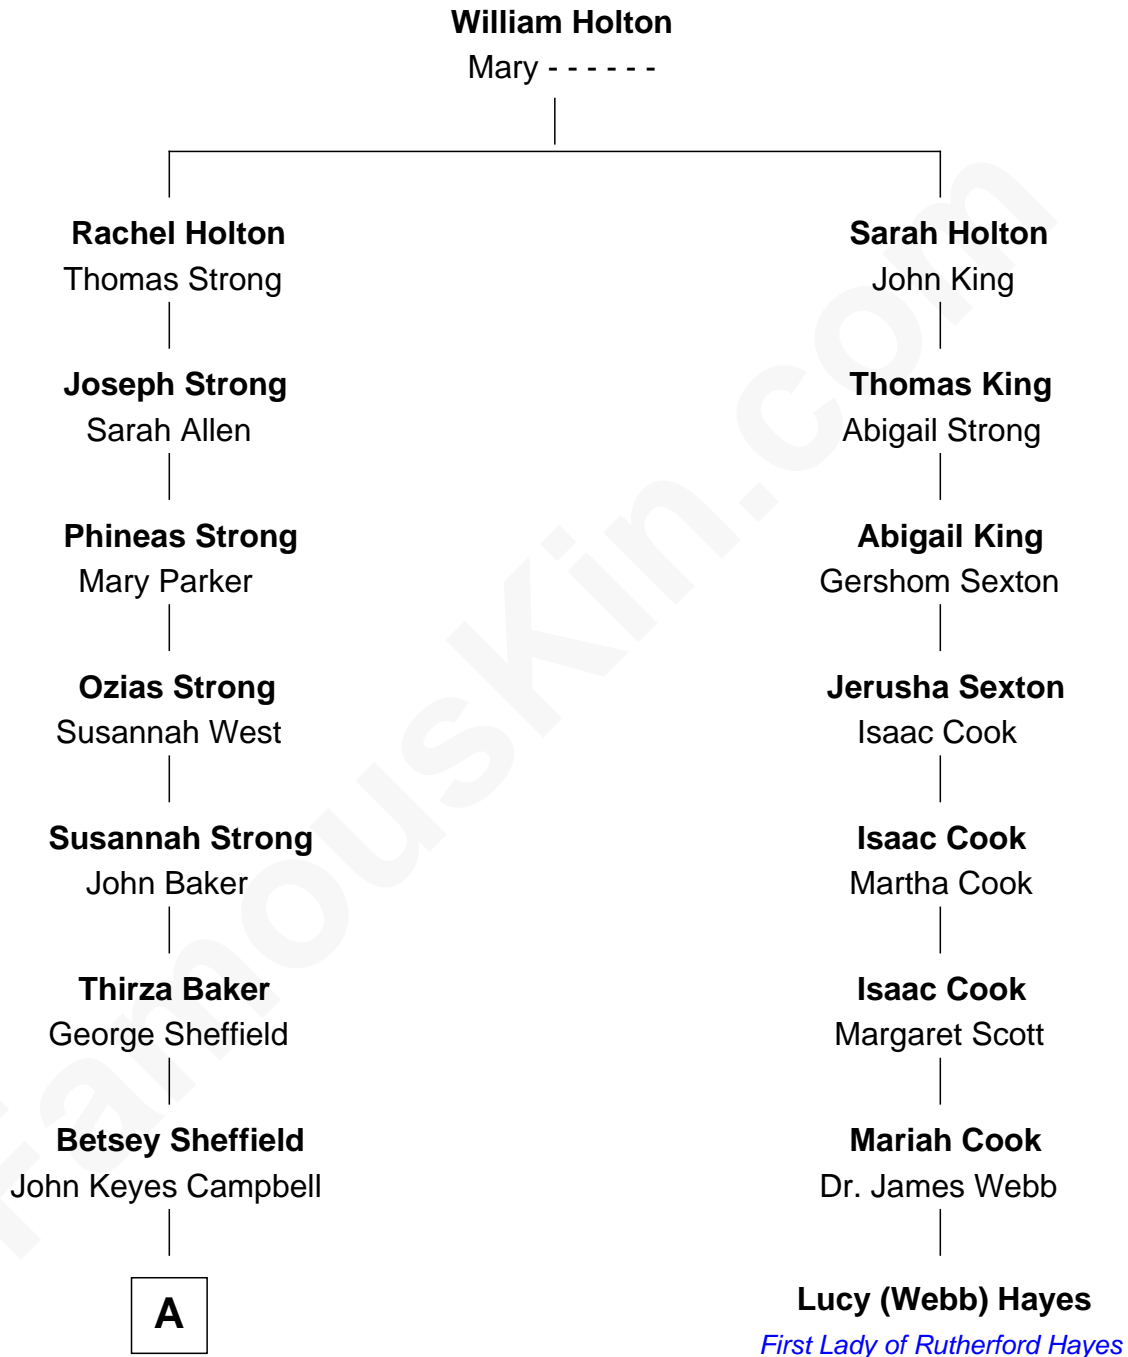 William Holton
Mary - - - - - -
Rachel Holton
Thomas Strong
Sarah Holton
John King
Joseph Strong
Sarah Allen
Thomas King
Abigail Strong
Phineas Strong
Mary Parker
Abigail King
Gershom Sexton
Ozias Strong
Susannah West
Jerusha Sexton
Isaac Cook
Susannah Strong
John Baker
Isaac Cook
Martha Cook
Thirza Baker
George Sheffield
Isaac Cook
Margaret Scott
Betsey Sheffield
John Keyes Campbell
Mariah Cook
Dr. James Webb
A
Lucy (Webb) Hayes
First Lady of Rutherford Hayes
FamousKin.com